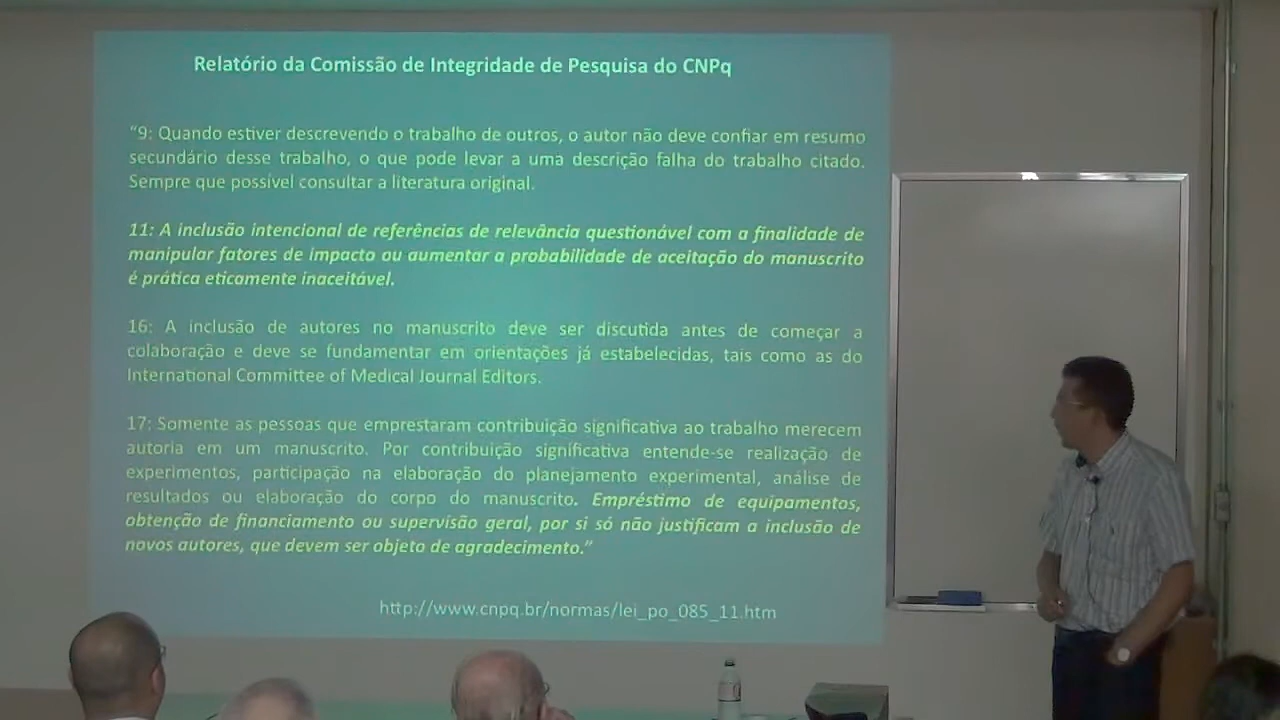 Relatório da Comissão de Integridade de Pesquisa do CNPq
“9: Quando estiver descrevendo o trabalho de outros, o autor não deve confiar em resumo
secundário desse trabalho, o que pode levar a uma descrição falha do trabalho citado.
Sempre que possível consultar a literatura original.
11: A inclusão intencional de referências de relevância questionável com a finalidade de
manipular fatores de impacto ou aumentar a probabilidade de aceitação do manuscrito
é prática eticamente inaceitável.
16: A inclusão de autores no manuscrito deve ser discutida antes de começar a
colaboração e deve se fundamentar em orientações já estabelecidas, tais como as do
International Committee of Medical Journal Editors.
17: Somente as pessoas que emprestaram contribuição significativa ao trabalho merecem
autoria em um manuscrito. Por contribuição significativa entende-se realização de
experimentos, participação na elaboração do planejamento experimental, análise de
resultados ou elaboração do corpo do manuscrito. Empréstimo de equipamentos,
obtenção de financiamento ou supervisão geral, por si só não justificam a inclusão de
novos autores, que devem ser objeto de agradecimento.”
http://www.cnpq.br/normas/lei_po_085_11.htm